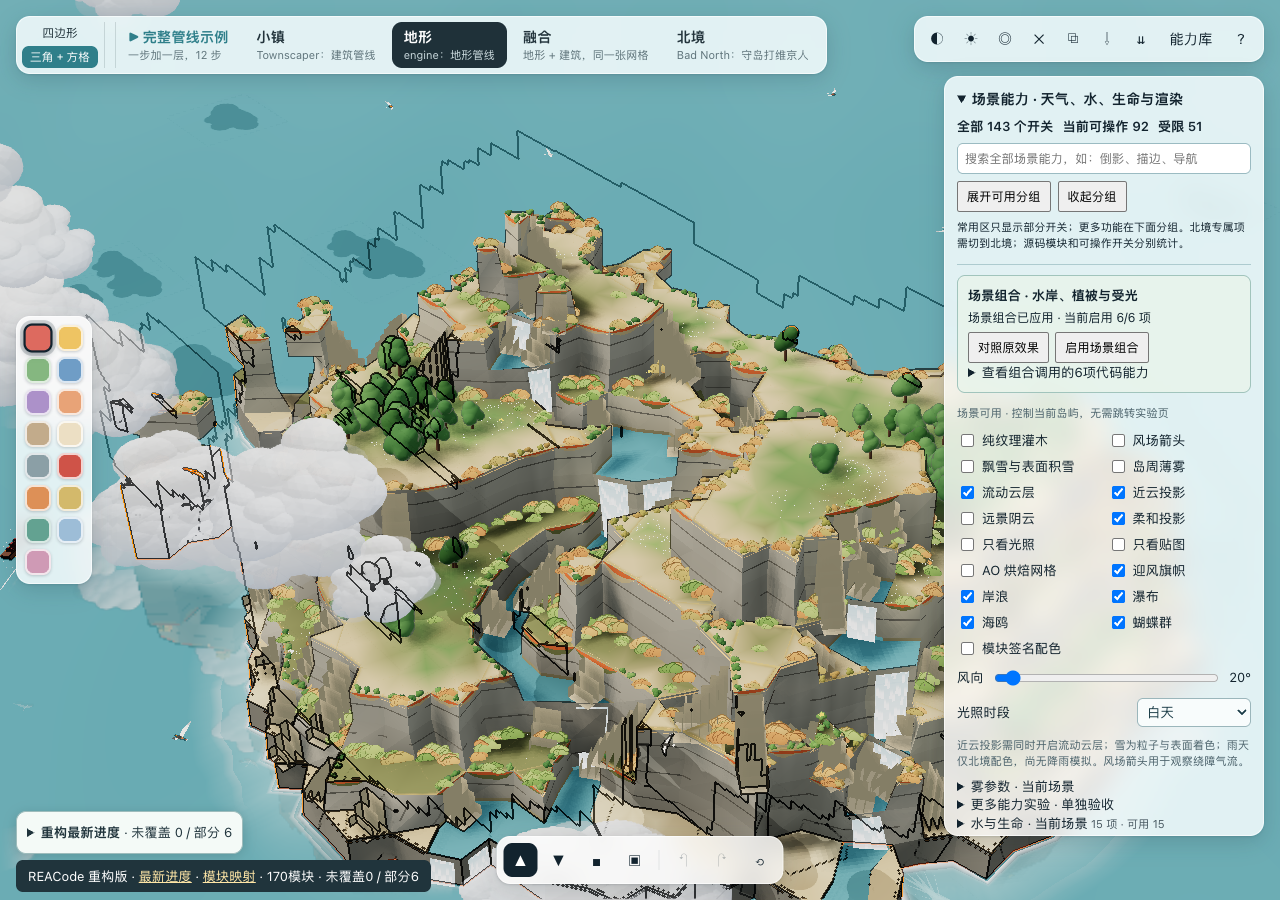 四边形
三角 + 方格
▶ 完整管线示例
一步加一层，12 步
小镇
Townscaper：建筑管线
地形
engine：地形管线
融合
地形 + 建筑，同一张网格
北境
Bad North：守岛打维京人
能力库
?
▼ 场景能力 · 天气、水、生命与渲染
全部 143 个开关 当前可操作 92 受限 51
搜索全部场景能力，如：倒影、描边、导航
展开可用分组
收起分组
常用区只显示部分开关；更多功能在下面分组。北境专属项
需切到北境；源码模块和可操作开关分别统计。
场景组合 · 水岸、植被与受光
场景组合已应用 · 当前启用 6/6 项
对照原效果
启用场景组合
▶ 查看组合调用的6项代码能力
场景可用 · 控制当前岛屿，无需跳转实验页
纯纹理灌木
风场箭头
飘雪与表面积雪
岛周薄雾
流动云层
近云投影
远景阴云
柔和投影
只看光照
只看贴图
AO 烘焙网格
迎风旗帜
岸浪
瀑布
海鸥
蝴蝶群
模块签名配色
风向
20°
光照时段
白天
近云投影需同时开启流动云层；雪为粒子与表面着色；雨天
仅北境配色，尚无降雨模拟。风场箭头用于观察绕障气流。
▶ 雾参数 · 当前场景
▶ 更多能力实验 · 单独验收
▶ 水与生命 · 当前场景 15 项 · 可用 15
▶ 重构最新进度 · 未覆盖 0 / 部分 6
REACode 重构版 · 最新进度 · 模块映射 · 170模块 · 未覆盖0 / 部分6